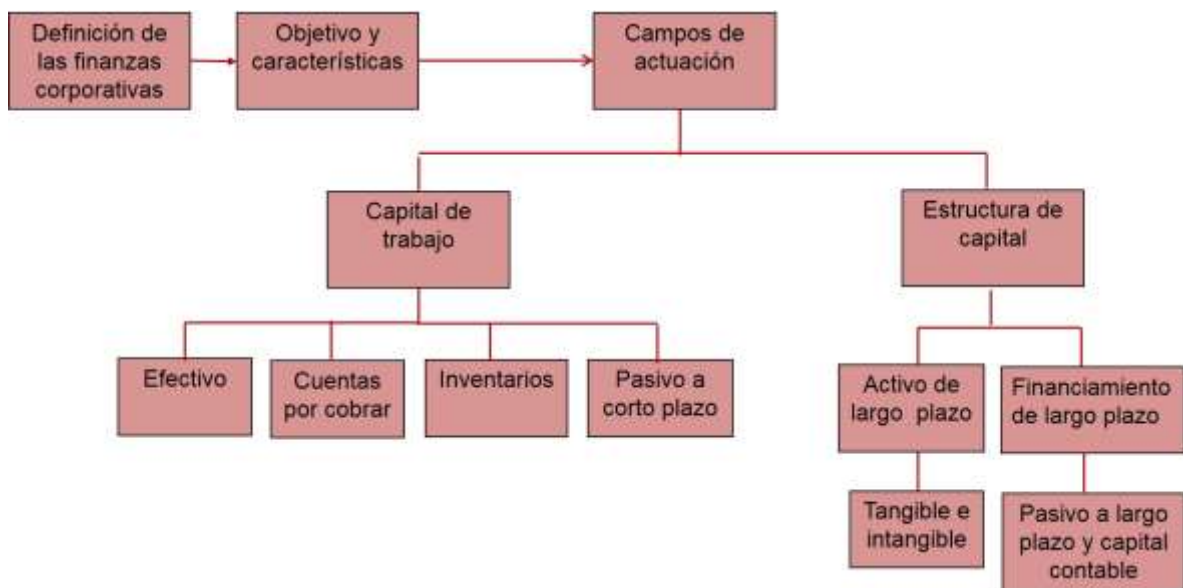 Definición de
las finanzas
corporativas
Objetivo y
características
Campos de
actuación
Capital de
trabajo
Estructura de
capital
Efectivo
Cuentas
por cobrar
Inventarios
Pasivo a
corto plazo
Activo de
largo plazo
Financiamiento
de largo plazo
Tangible e
intangible
Pasivo a largo
plazo y capital
contable